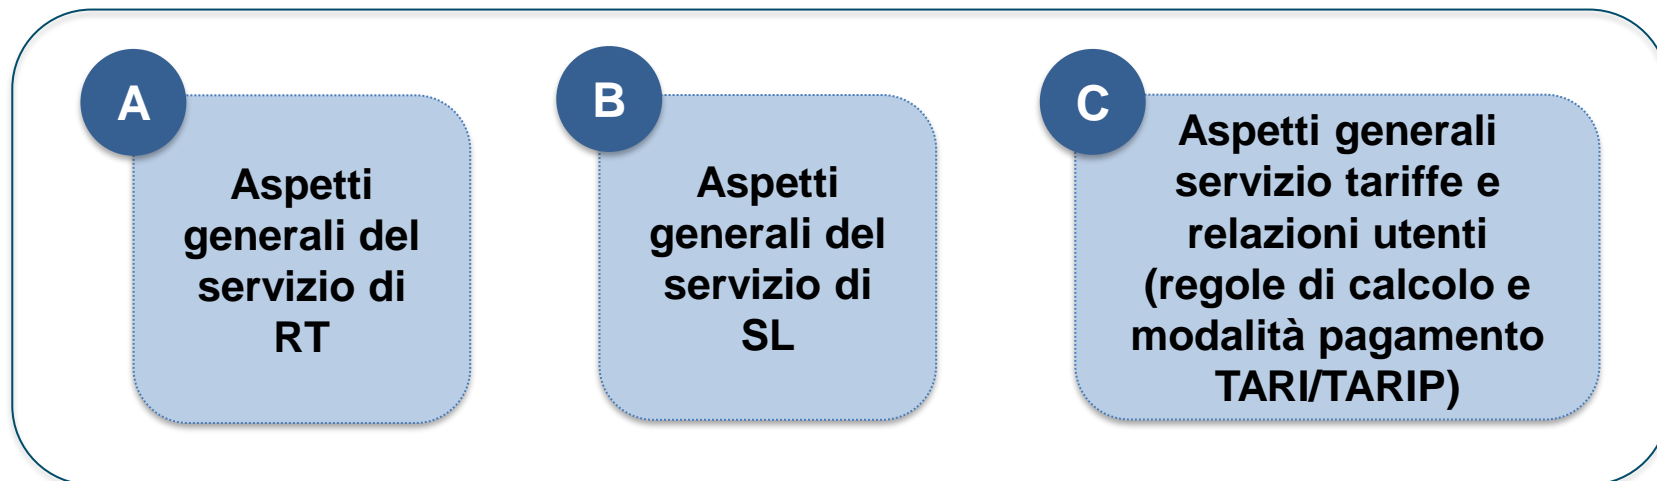 A
Aspetti
generali del
servizio di
RT
B
Aspetti
generali del
servizio di
SL
C
Aspetti generali
servizio tariffe e
relazioni utenti
(regole di calcolo e
modalità pagamento
TARI/TARIP)